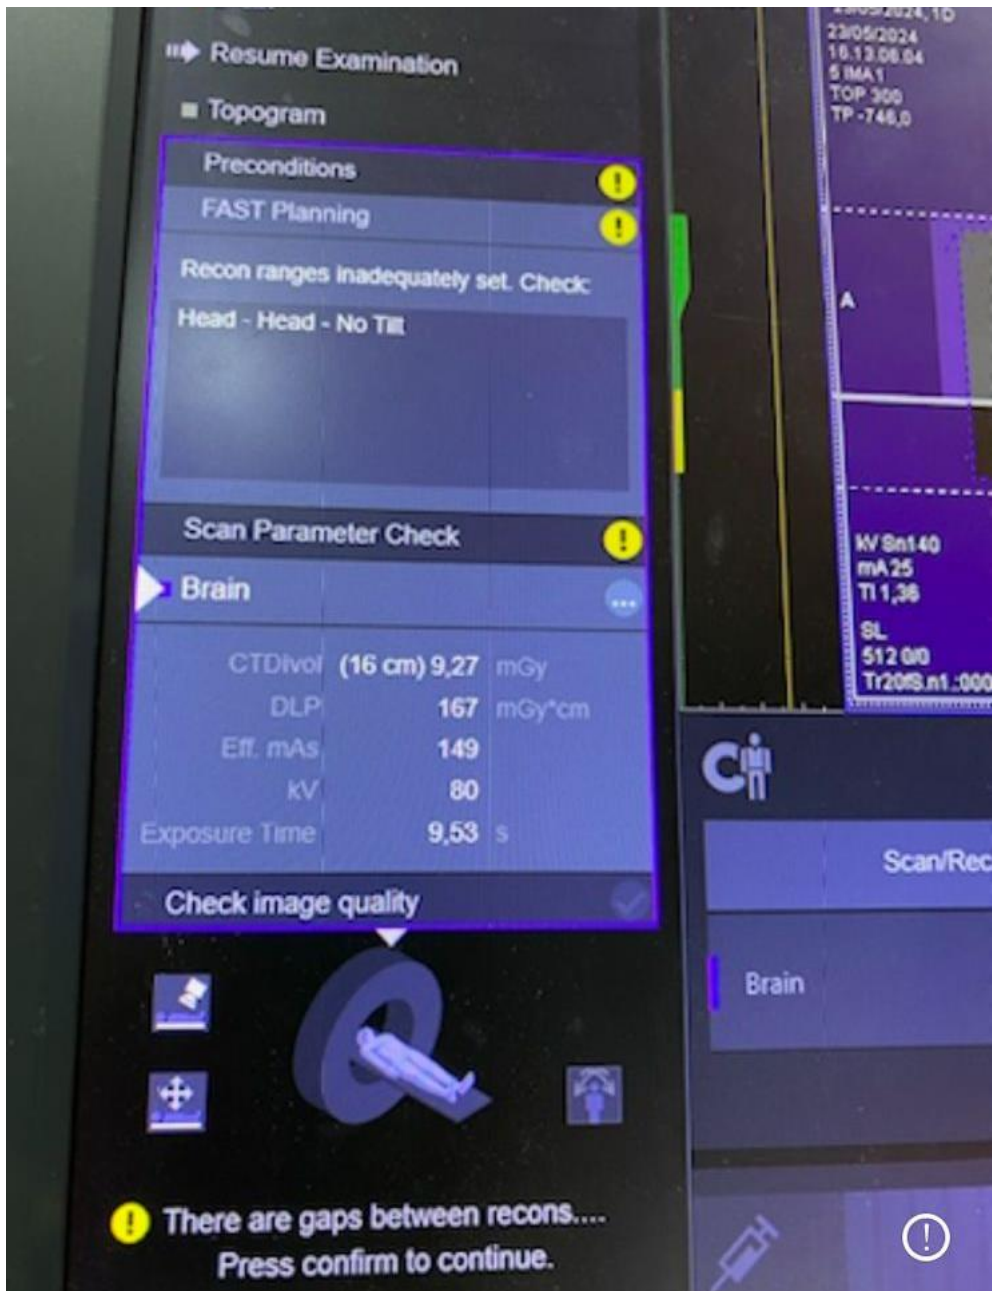 Resume Examination
Topogram
Preconditions
FAST Planning
Recon ranges inadequately set. Check:
Head - Head - No Tilt
Scan Parameter Check
Brain
CTDIvol (16 cm) 9,27 mGy
DLP 167 mGy*cm
Eff. mAs 149
kV 80
Exposure Time 9,53 s
Check image quality
There are gaps between recons....
Press confirm to continue.
23/05/2024, 1D
23/05/2024
16.13.06.04
5 IMA 1
TOP 300
TP -746,0
A
kV Sn140
mA 25
TI 1,36
SL
512 0/0
Scan/Rec
Brain